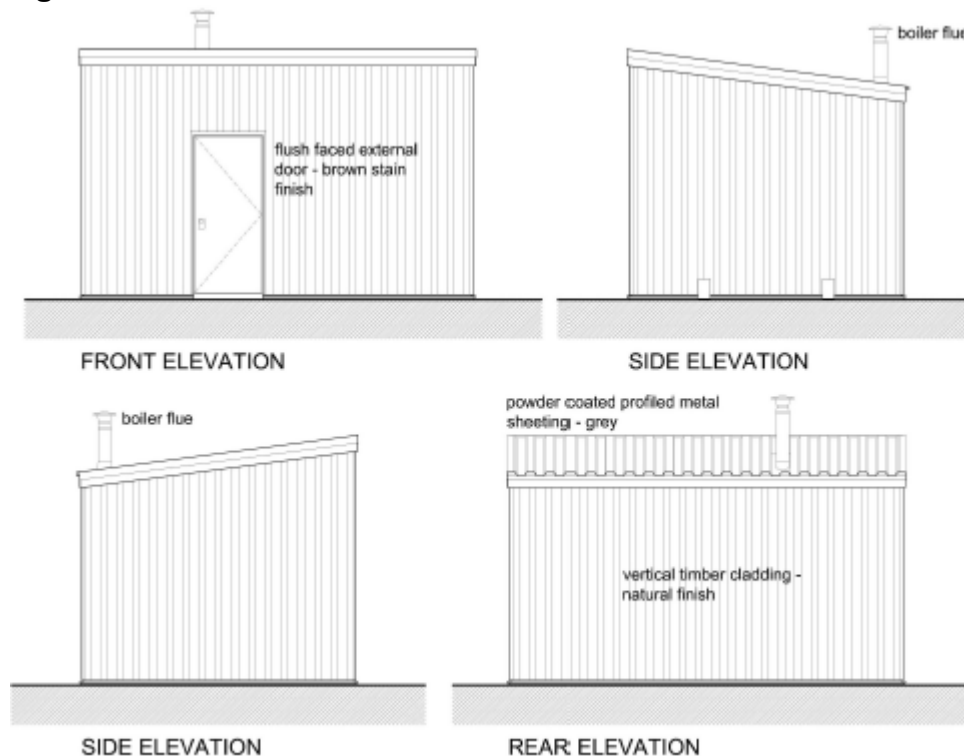 boiler flue
flush faced external
door - brown stain
finish
FRONT ELEVATION
SIDE ELEVATION
boiler flue
powder coated profiled metal
sheeting - grey
vertical timber cladding -
natural finish
SIDE ELEVATION
REAR ELEVATION